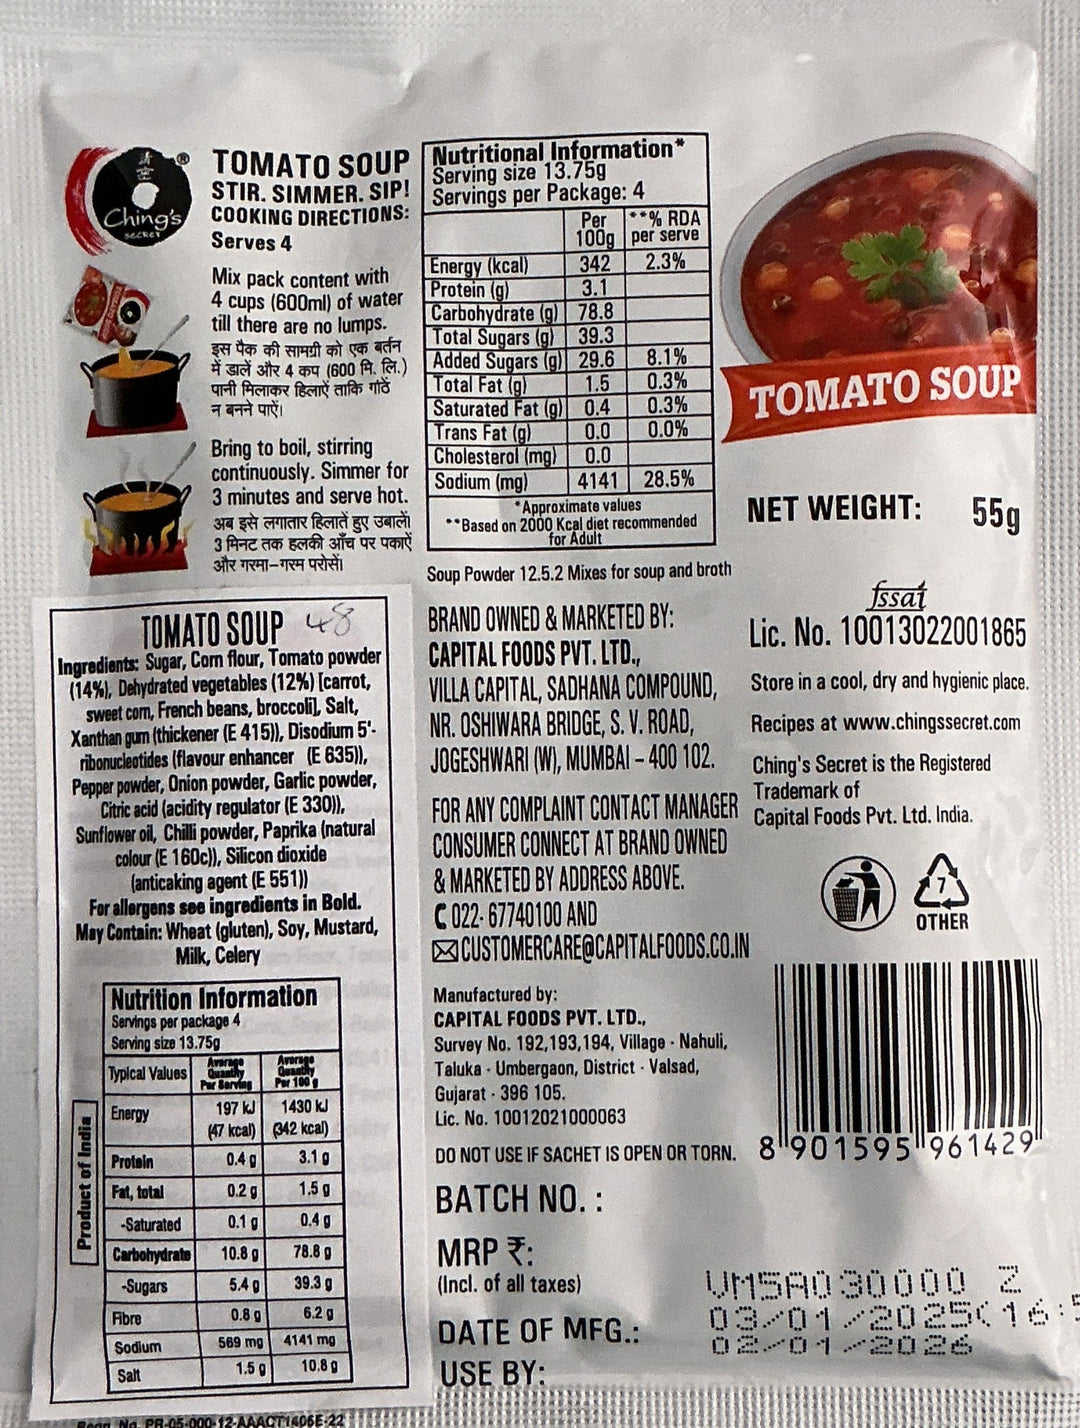 清
®
Ching's
SECRET
TOMATO SOUP
STIR. SIMMER. SIP!
COOKING DIRECTIONS:
Serves 4
Mix pack content with
4 cups (600ml) of water
till there are no lumps.
इस पैक की सामग्री को एक बर्तन
में डालें और 4 कप (600 मि. लि.)
पानी मिलाकर हिलाएँ ताकि गांठें
न बनने पाएँ।
Bring to boil, stirring
continuously. Simmer for
3 minutes and serve hot.
अब इसे लगातार हिलातें हुए उबालें।
3 मिनट तक हलकी आँच पर पकाएँ
और गरमा-गरम परोसें।
Nutritional Information*
Serving size 13.75g
Servings per Package: 4
Per 100g **% RDA per serve
Energy (kcal) 342 2.3%
Protein (g) 3.1
Carbohydrate (g) 78.8
Total Sugars (g) 39.3
Added Sugars (g) 29.6 8.1%
Total Fat (g) 1.5 0.3%
Saturated Fat (g) 0.4 0.3%
Trans Fat (g) 0.0 0.0%
Cholesterol (mg) 0.0
Sodium (mg) 4141 28.5%
*Approximate values
**Based on 2000 Kcal diet recommended
for Adult
Soup Powder 12.5.2 Mixes for soup and broth
TOMATO SOUP
NET WEIGHT: 55g
fssai
Lic. No. 10013022001865
Store in a cool, dry and hygienic place.
Recipes at www.chingssecret.com
Ching's Secret is the Registered
Trademark of
Capital Foods Pvt. Ltd. India.
7
OTHER
8 901595 961429
BRAND OWNED & MARKETED BY:
CAPITAL FOODS PVT. LTD.,
VILLA CAPITAL, SADHANA COMPOUND,
NR. OSHIWARA BRIDGE, S. V. ROAD,
JOGESHWARI (W), MUMBAI – 400 102.
FOR ANY COMPLAINT CONTACT MANAGER
CONSUMER CONNECT AT BRAND OWNED
& MARKETED BY ADDRESS ABOVE.
022- 67740100 AND
CUSTOMERCARE@CAPITALFOODS.CO.IN
Manufactured by:
CAPITAL FOODS PVT. LTD.,
Survey No. 192,193,194, Village - Nahuli,
Taluka - Umbergaon, District - Valsad,
Gujarat - 396 105.
Lic. No. 10012021000063
DO NOT USE IF SACHET IS OPEN OR TORN.
BATCH NO. :
MRP ₹:
(Incl. of all taxes)
DATE OF MFG.:
USE BY:
VM5A030000 Z
03/01/2025(16:5
02/01/2026
TOMATO SOUP 48
Ingredients: Sugar, Corn flour, Tomato powder
(14%), Dehydrated vegetables (12%) [carrot,
sweet corn, French beans, broccoli], Salt,
Xanthan gum (thickener (E 415)), Disodium 5'-
ribonucleotides (flavour enhancer (E 635)),
Pepper powder, Onion powder, Garlic powder,
Citric acid (acidity regulator (E 330)),
Sunflower oil, Chilli powder, Paprika (natural
colour (E 160c)), Silicon dioxide
(anticaking agent (E 551))
For allergens see ingredients in Bold.
May Contain: Wheat (gluten), Soy, Mustard,
Milk, Celery
Nutrition Information
Servings per package 4
Serving size 13.75g
Typical Values Average Quantity Per Serving Average Quantity Per 100 g
Energy 197 kJ (47 kcal) 1430 kJ (342 kcal)
Protein 0.4 g 3.1 g
Fat, total 0.2 g 1.5 g
-Saturated 0.1 g 0.4 g
Carbohydrate 10.8 g 78.8 g
-Sugars 5.4 g 39.3 g
Fibre 0.8 g 6.2 g
Sodium 569 mg 4141 mg
Salt 1.5 g 10.8 g
Product of India
Regn. No. PR-05-000-12-AAACT1406E-22